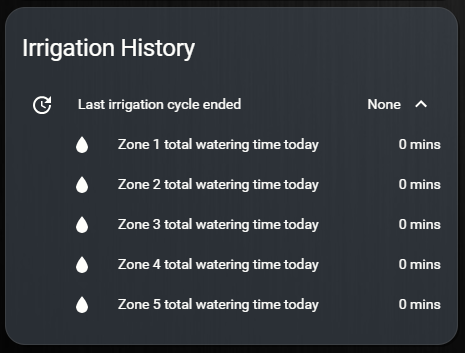 Irrigation History
Last irrigation cycle ended None
Zone 1 total watering time today 0 mins
Zone 2 total watering time today 0 mins
Zone 3 total watering time today 0 mins
Zone 4 total watering time today 0 mins
Zone 5 total watering time today 0 mins